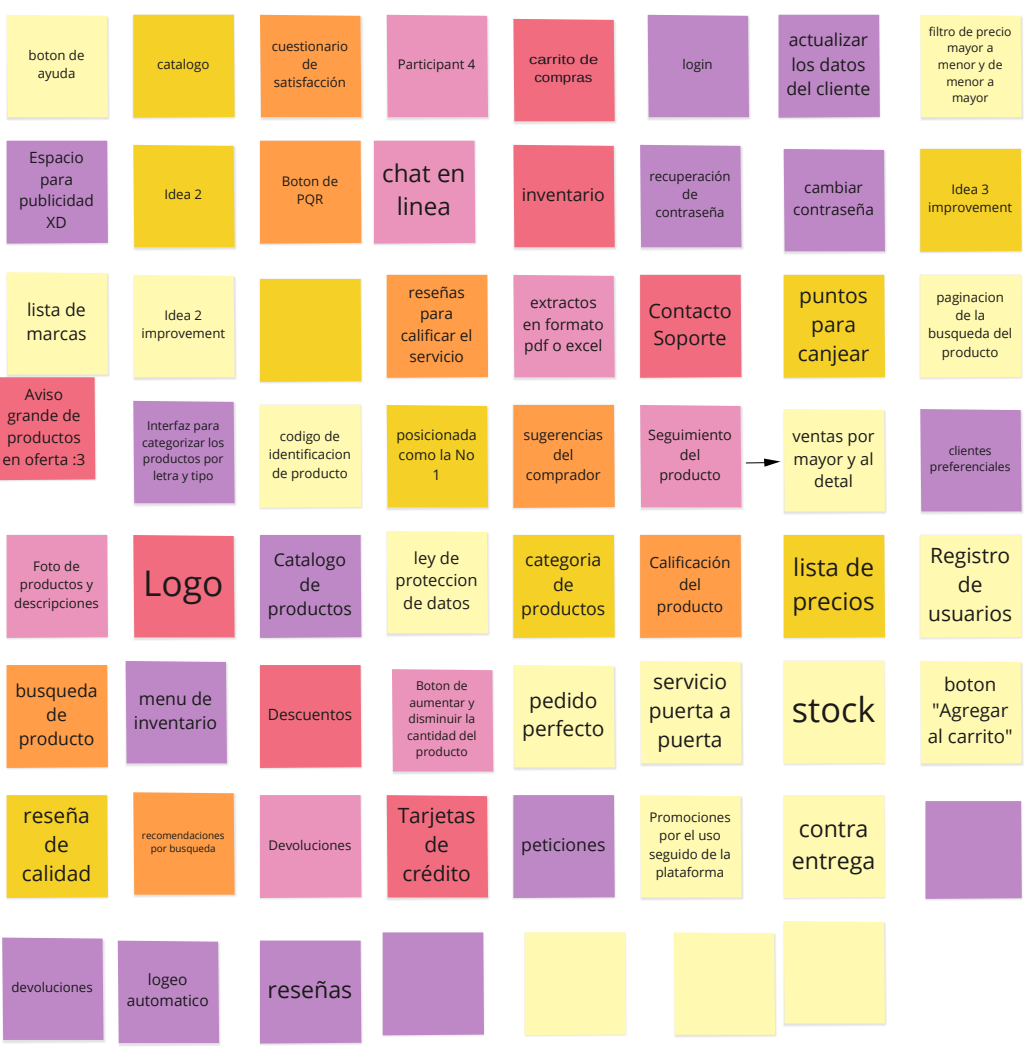 boton de
ayuda
catalogo
cuestionario
de
satisfacción
Participant 4
carrito de
compras
login
actualizar
los datos
del cliente
filtro de precio
mayor a
menor y de
menor a
mayor
Espacio
para
publicidad
XD
Idea 2
Boton de
PQR
chat en
linea
inventario
recuperación
de
contraseña
cambiar
contraseña
Idea 3
improvement
lista de
marcas
Idea 2
improvement
reseñas
para
calificar el
servicio
extractos
en formato
pdf o excel
Contacto
Soporte
puntos
para
canjear
paginacion
de la
busqueda del
producto
Aviso
grande de
productos
en oferta :3
Interfaz para
categorizar los
productos por
letra y tipo
codigo de
identificacion
de producto
posicionada
como la No
1
sugerencias
del
comprador
Seguimiento
del
producto
ventas por
mayor y al
detal
clientes
preferenciales
Foto de
productos y
descripciones
Logo
Catalogo
de
productos
ley de
proteccion
de datos
categoria
de
productos
Calificación
del
producto
lista de
precios
Registro
de
usuarios
busqueda
de
producto
menu de
inventario
Descuentos
Boton de
aumentar y
disminuir la
cantidad del
producto
pedido
perfecto
servicio
puerta a
puerta
stock
boton
"Agregar
al carrito"
reseña
de
calidad
recomendaciones
por busqueda
Devoluciones
Tarjetas
de
crédito
peticiones
Promociones
por el uso
seguido de la
plataforma
contra
entrega
devoluciones
logeo
automatico
reseñas